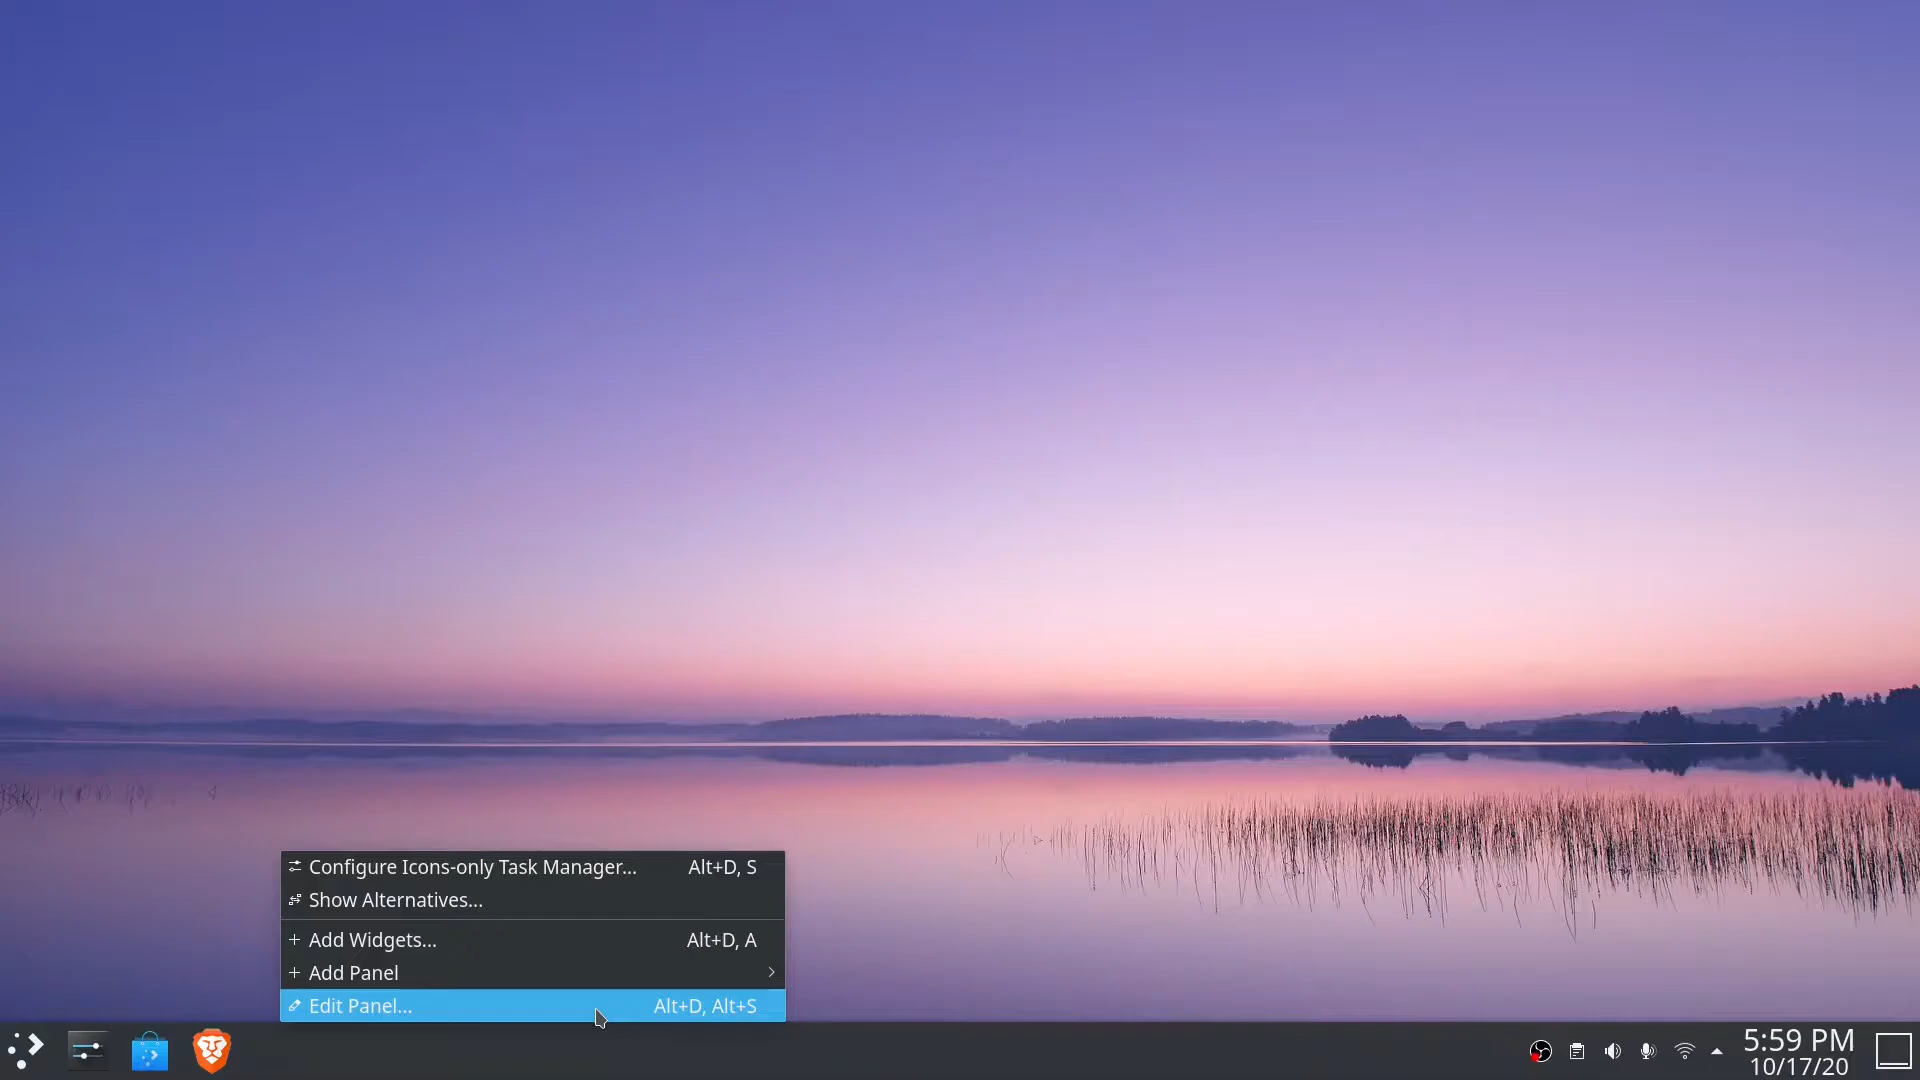 Configure Icons-only Task Manager... Alt+D, S
Show Alternatives...
Add Widgets... Alt+D, A
Add Panel
Edit Panel... Alt+D, Alt+S
5:59 PM
10/17/20